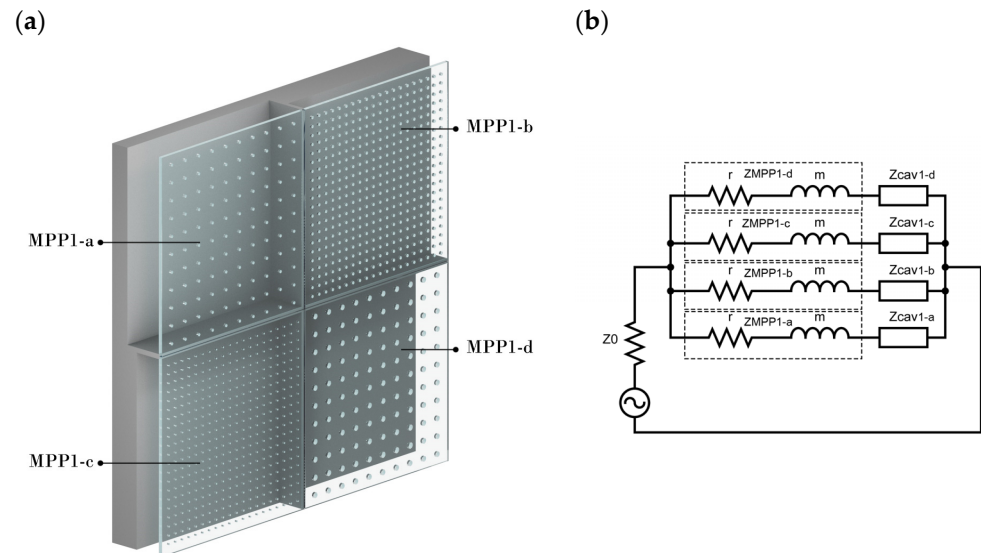 (a)
MPP1-b
MPP1-a
MPP1-d
MPP1-c
(b)
r ZMPP1-d m Zcav1-d
r ZMPP1-c m Zcav1-c
r ZMPP1-b m Zcav1-b
r ZMPP1-a m Zcav1-a
Z0